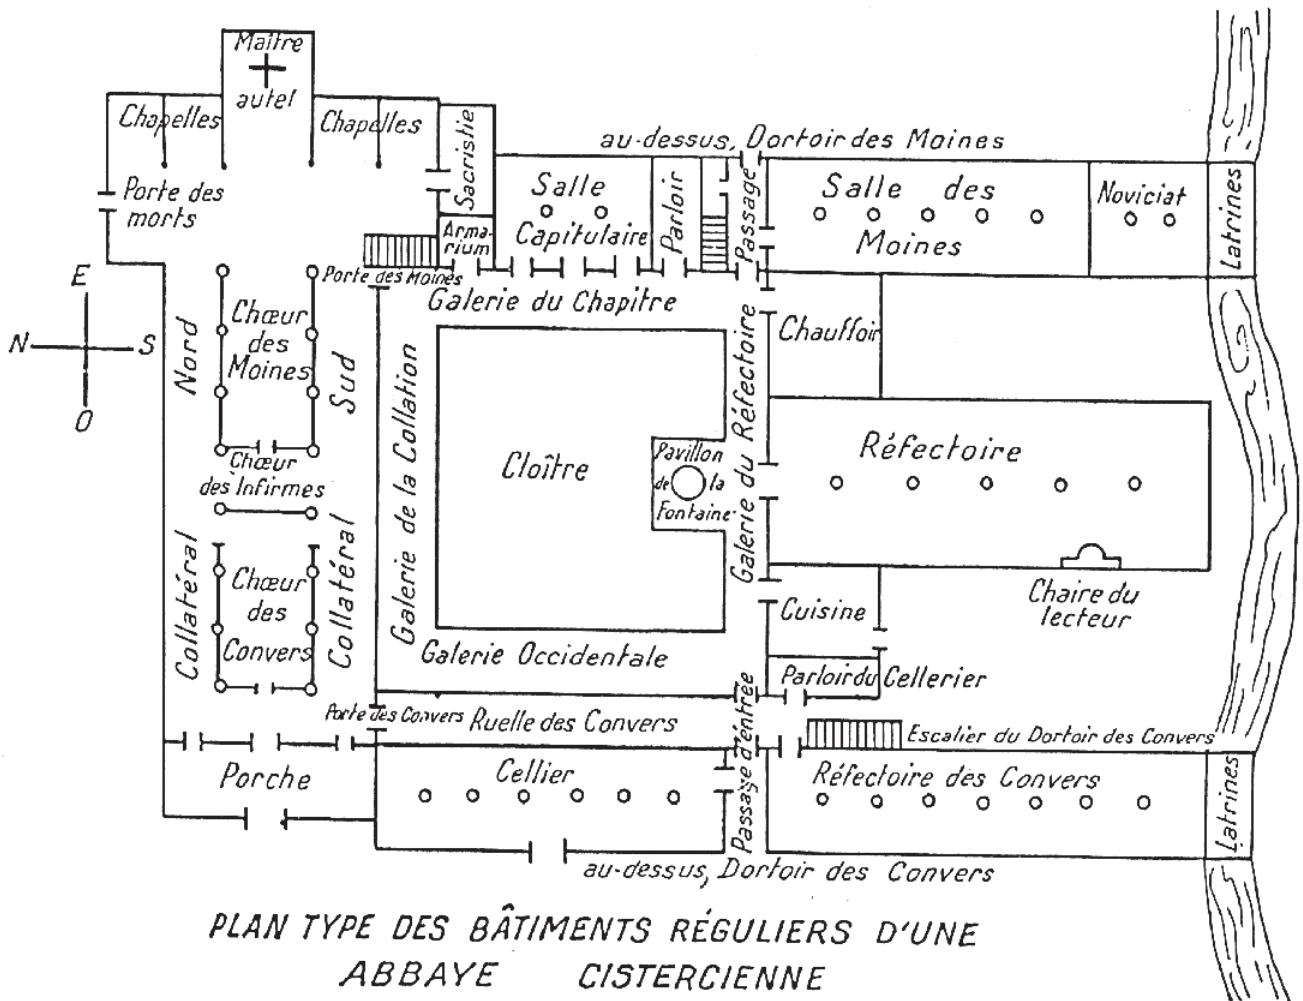 Maître
autel
Chapelles
Chapelles
Sacristie
au-dessus, Dortoir des Moines
Porte des
morts
Salle
Capitulaire
Parloir
Passage
Salle des
Moines
Noviciat
Latrines
Arma-
rium
Porte des Moines
Galerie du Chapitre
E
N
S
O
Nord
Chœur
des
Moines
Sud
Galerie de la Collation
Cloître
Pavillon
de la
Fontaine
Galerie du Réfectoire
Chauffoir
Réfectoire
Chœur
des Infirmes
Collatéral
Chœur
des
Convers
Collatéral
Chaire du
lecteur
Cuisine
Galerie Occidentale
Parloir du Cellerier
Porte des Convers
Ruelle des Convers
Passage d'éntrée
Escalier du Dortoir des Convers
Porche
Cellier
Réfectoire des Convers
Latrines
au-dessus, Dortoir des Convers
PLAN TYPE DES BÂTIMENTS RÉGULIERS D'UNE
ABBAYE CISTERCIENNE